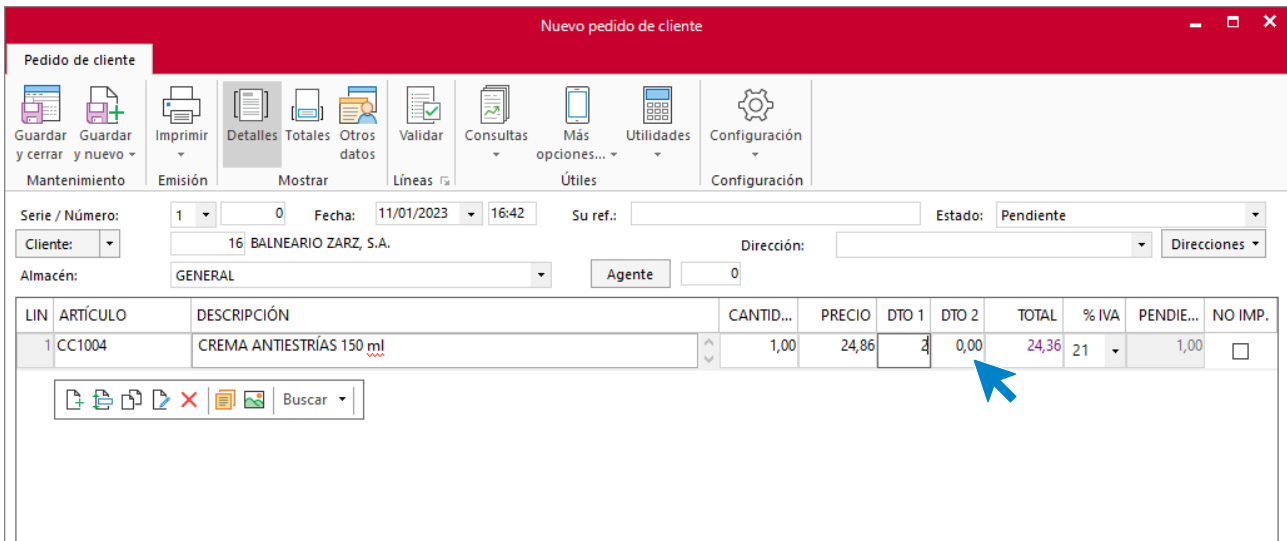 Nuevo pedido de cliente
Pedido de cliente
Guardar y cerrar
Guardar y nuevo
Imprimir
Detalles
Totales
Otros datos
Validar
Consultas
Más opciones...
Utilidades
Configuración
Mantenimiento
Emisión
Mostrar
Líneas
Útiles
Configuración
Serie / Número: 1 0 Fecha: 11/01/2023 16:42 Su ref.: Estado: Pendiente
Cliente: 16 BALNEARIO ZARZ, S.A. Dirección: Direcciones
Almacén: GENERAL Agente 0
LIN ARTÍCULO DESCRIPCIÓN CANTID... PRECIO DTO 1 DTO 2 TOTAL % IVA PENDIE... NO IMP.
1 CC1004 CREMA ANTIESTRÍAS 150 ml 1,00 24,86 2 0,00 24,36 21 1,00
Buscar